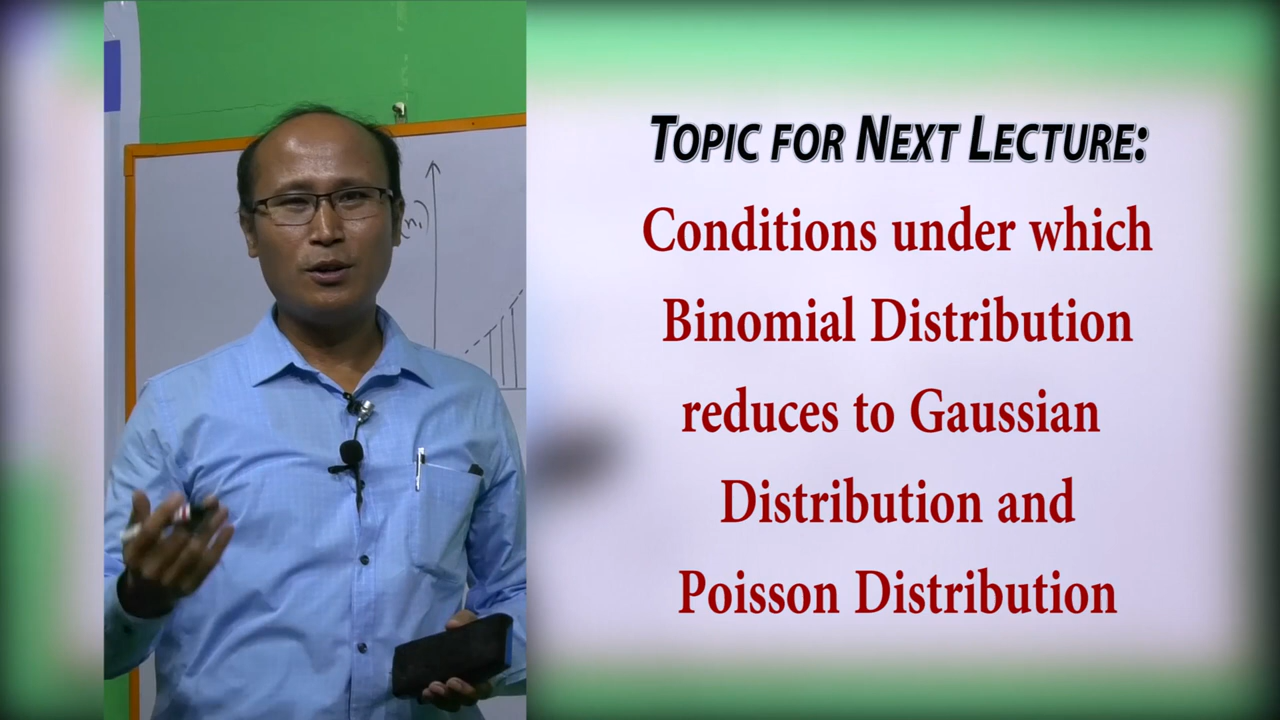 TOPIC FOR NEXT LECTURE:
Conditions under which
Binomial Distribution
reduces to Gaussian
Distribution and
Poisson Distribution